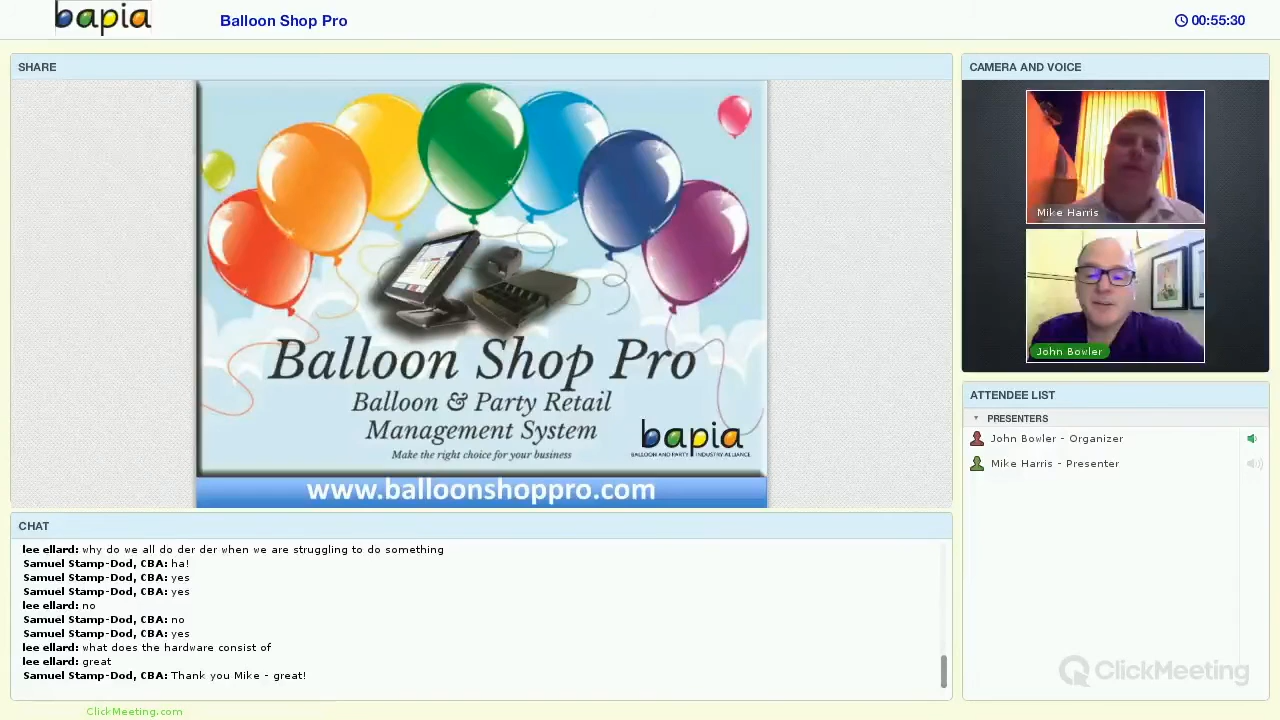 bapia
Balloon Shop Pro
00:55:30
SHARE
Balloon Shop Pro
Balloon & Party Retail
Management System
Make the right choice for your business
bapia
BALLOON AND PARTY INDUSTRY ALLIANCE
www.balloonshoppro.com
CAMERA AND VOICE
Mike Harris
John Bowler
ATTENDEE LIST
PRESENTERS
John Bowler - Organizer
Mike Harris - Presenter
CHAT
lee ellard: why do we all do der der when we are struggling to do something
Samuel Stamp-Dod, CBA: ha!
Samuel Stamp-Dod, CBA: yes
Samuel Stamp-Dod, CBA: yes
lee ellard: no
Samuel Stamp-Dod, CBA: no
Samuel Stamp-Dod, CBA: yes
lee ellard: what does the hardware consist of
lee ellard: great
Samuel Stamp-Dod, CBA: Thank you Mike - great!
ClickMeeting
ClickMeeting.com